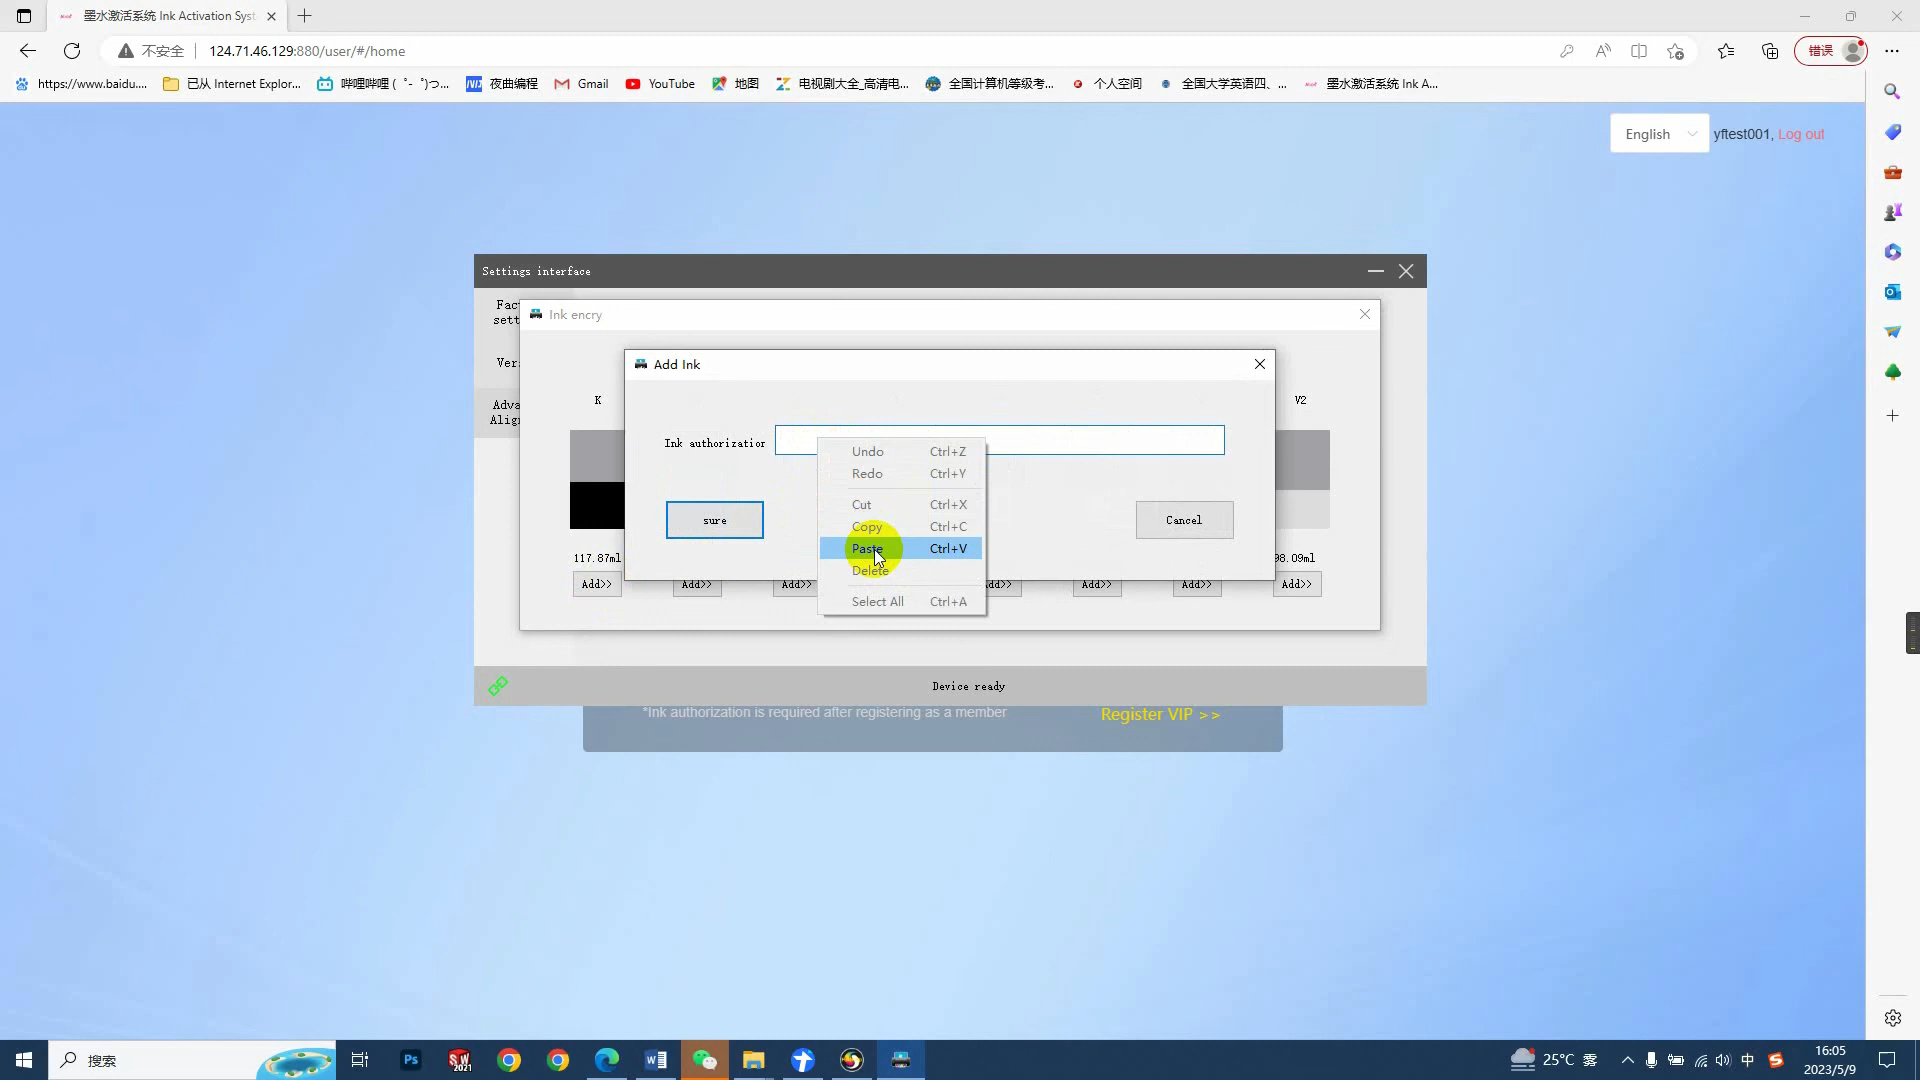 墨水激活系统 Ink Activation Syst
不安全
124.71.46.129:880/user/#/home
错误
https://www.baidu....
已从 Internet Explor...
哔哩哔哩 (゜-゜)つ...
夜曲编程
Gmail
YouTube
地图
电视剧大全_高清电...
全国计算机等级考...
个人空间
全国大学英语四、...
墨水激活系统 Ink A...
English
yftest001, Log out
Settings interface
Ink encry
Add Ink
K
V2
Ink authorization
Undo Ctrl+Z
Redo Ctrl+Y
Cut Ctrl+X
Copy Ctrl+C
Paste Ctrl+V
Delete
Select All Ctrl+A
sure
Cancel
117.87ml
98.09ml
Add>>
Add>>
Add>>
Add>>
Add>>
Add>>
Add>>
Device ready
*Ink authorization is required after registering as a member
Register VIP >>
搜索
Ps
SW
2021
25°C 雾
中
16:05
2023/5/9